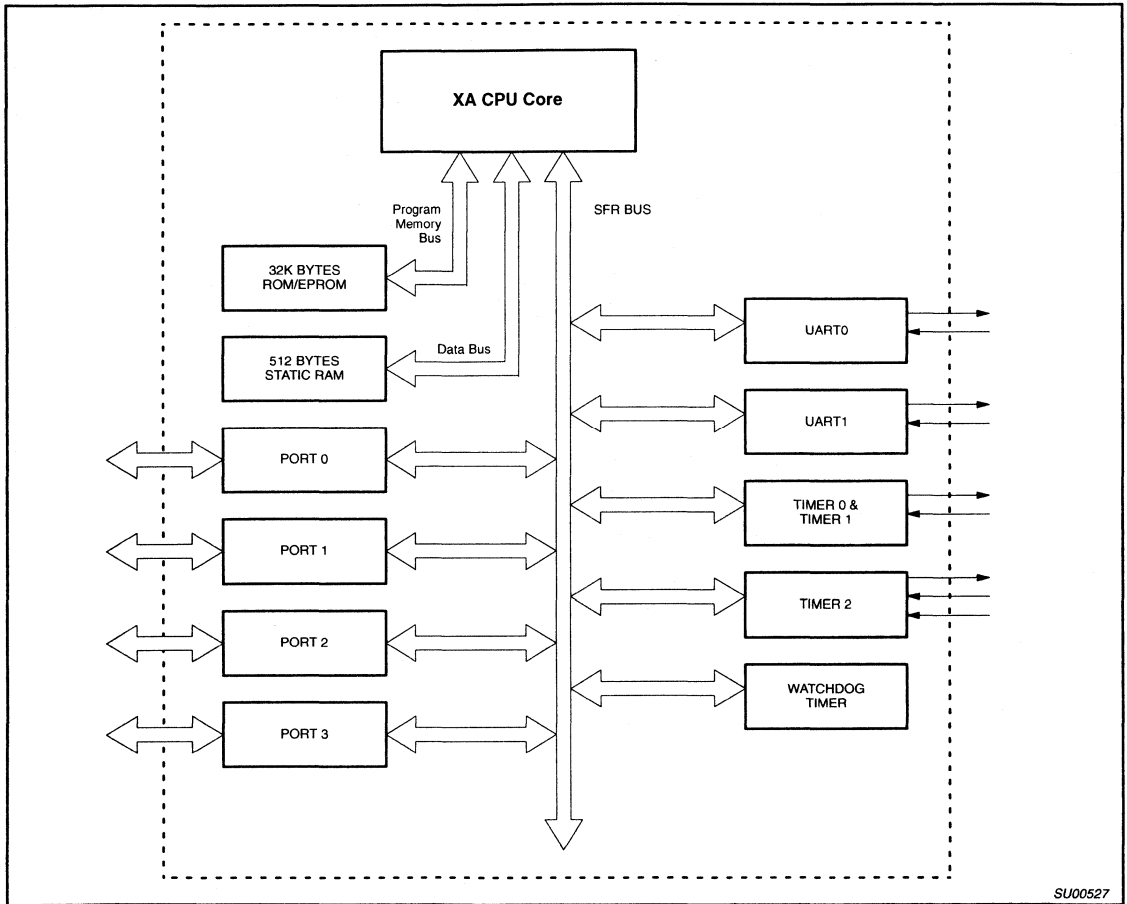 XA CPU Core
Program
Memory
Bus
SFR BUS
32K BYTES
ROM/EPROM
Data Bus
512 BYTES
STATIC RAM
PORT 0
PORT 1
PORT 2
PORT 3
UART0
UART1
TIMER 0 &
TIMER 1
TIMER 2
WATCHDOG
TIMER
SU00527